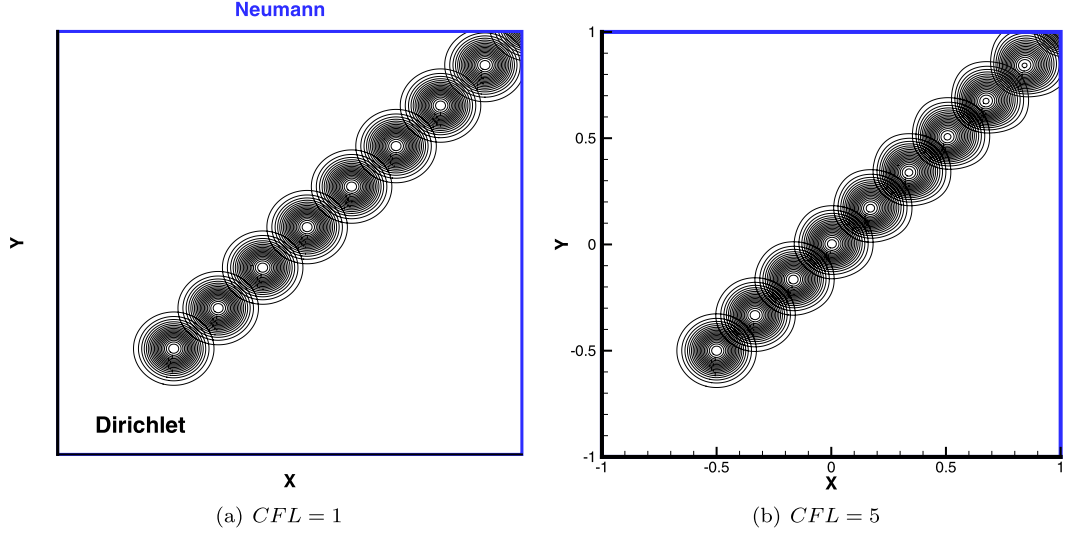 Neumann
Y
Dirichlet
X
(a) CFL = 1
1
0.5
Y
0
-0.5
-1
-1
-0.5
0
0.5
1
X
(b) CFL = 5